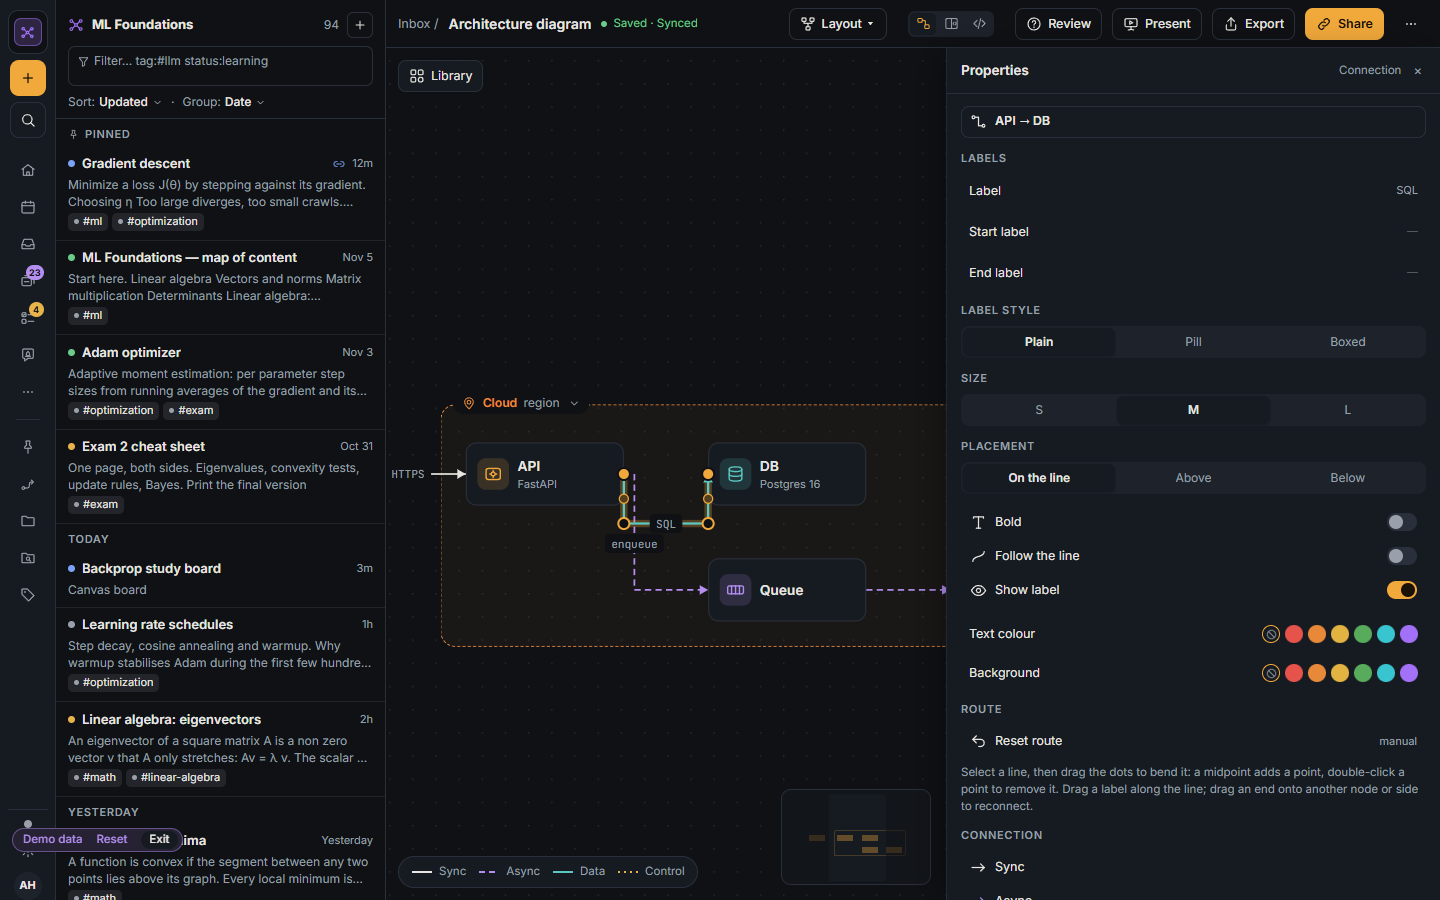 ML Foundations 94
Filter... tag:#llm status:learning
Sort: Updated · Group: Date
PINNED
Gradient descent 12m
Minimize a loss J(θ) by stepping against its gradient.
Choosing η Too large diverges, too small crawls....
#ml #optimization
ML Foundations — map of content Nov 5
Start here. Linear algebra Vectors and norms Matrix
multiplication Determinants Linear algebra:...
#ml
Adam optimizer Nov 3
Adaptive moment estimation: per parameter step
sizes from running averages of the gradient and its...
#optimization #exam
Exam 2 cheat sheet Oct 31
One page, both sides. Eigenvalues, convexity tests,
update rules, Bayes. Print the final version
#exam
TODAY
Backprop study board 3m
Canvas board
Learning rate schedules 1h
Step decay, cosine annealing and warmup. Why
warmup stabilises Adam during the first few hundre...
#optimization
Linear algebra: eigenvectors 2h
An eigenvector of a square matrix A is a non zero
vector v that A only stretches: Av = λ v. The scalar ...
#math #linear-algebra
YESTERDAY
ima Yesterday
A function is convex if the segment between any two
points lies above its graph. Every local minimum is...
#math
23
4
Demo data Reset Exit
AH
Inbox / Architecture diagram Saved · Synced
Layout
Review
Present
Export
Share
Library
Cloud region
HTTPS
API
FastAPI
DB
Postgres 16
SQL
enqueue
Queue
Sync Async Data Control
Properties Connection ×
API → DB
LABELS
Label SQL
Start label —
End label —
LABEL STYLE
Plain Pill Boxed
SIZE
S M L
PLACEMENT
On the line Above Below
Bold
Follow the line
Show label
Text colour
Background
ROUTE
Reset route manual
Select a line, then drag the dots to bend it: a midpoint adds a point, double-click a
point to remove it. Drag a label along the line; drag an end onto another node or side
to reconnect.
CONNECTION
Sync
Async